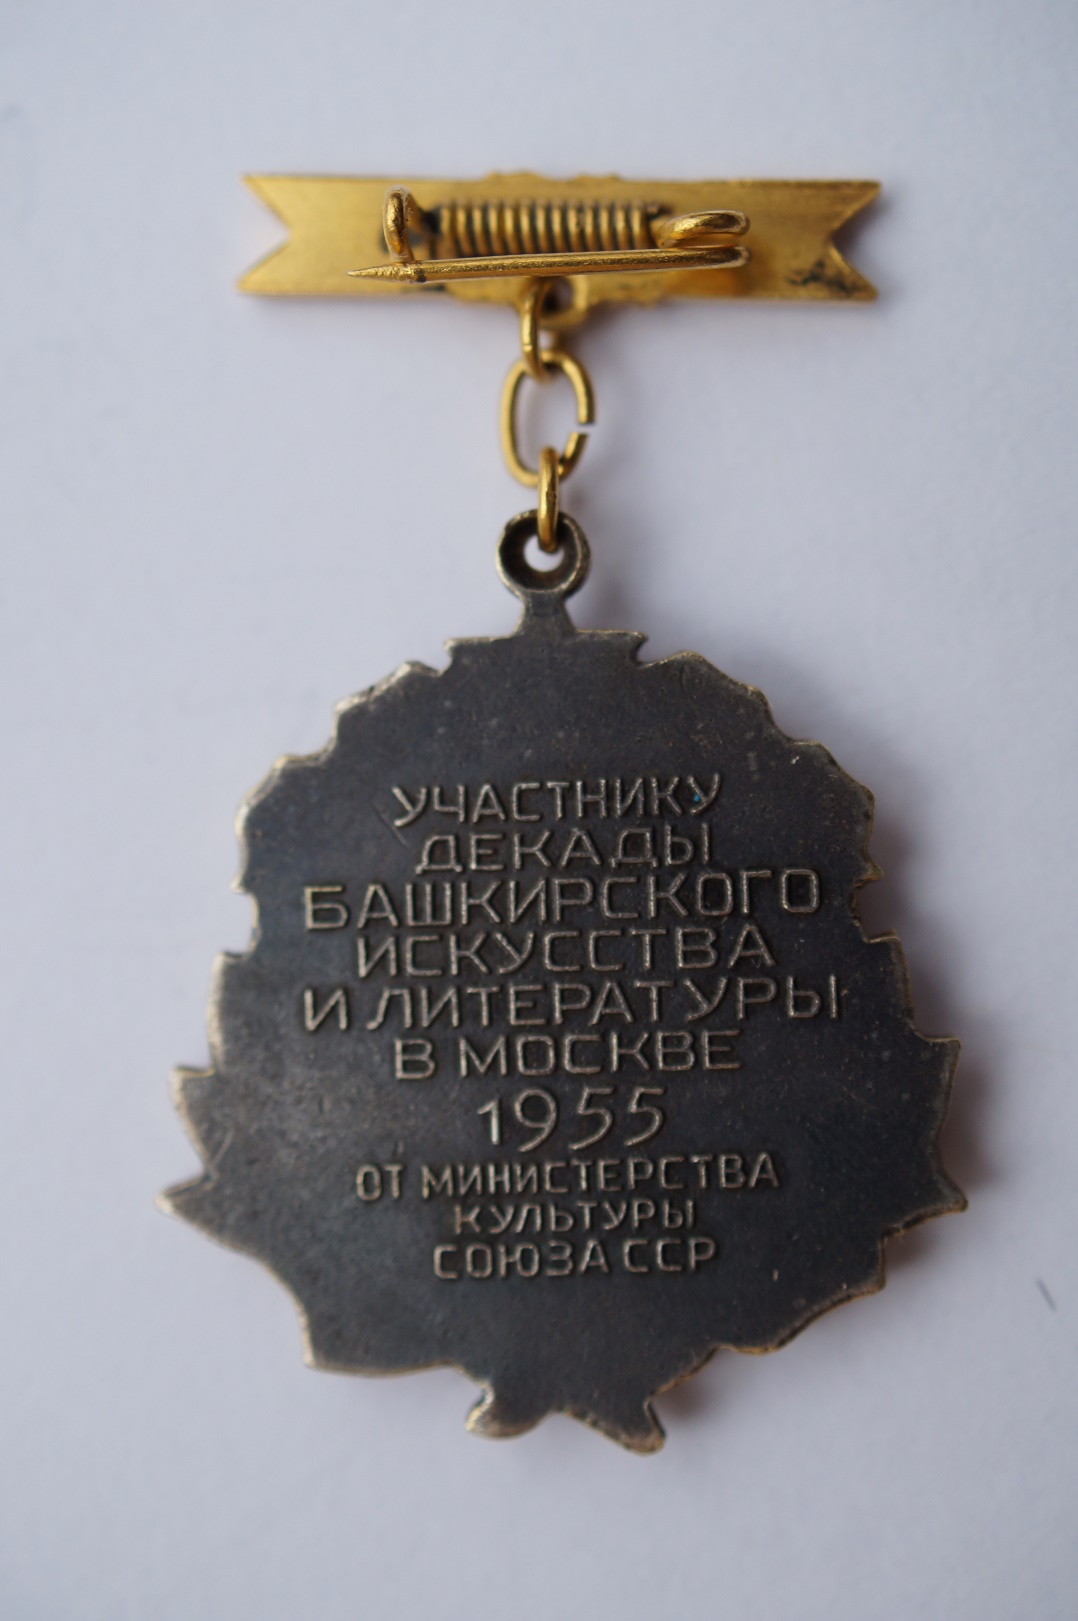 УЧАСТНИКУ
ДЕКАДЫ
БАШКИРСКОГО
ИСКУССТВА
И ЛИТЕРАТУРЫ
В МОСКВЕ
1955
ОТ МИНИСТЕРСТВА
КУЛЬТУРЫ
СОЮЗА ССР